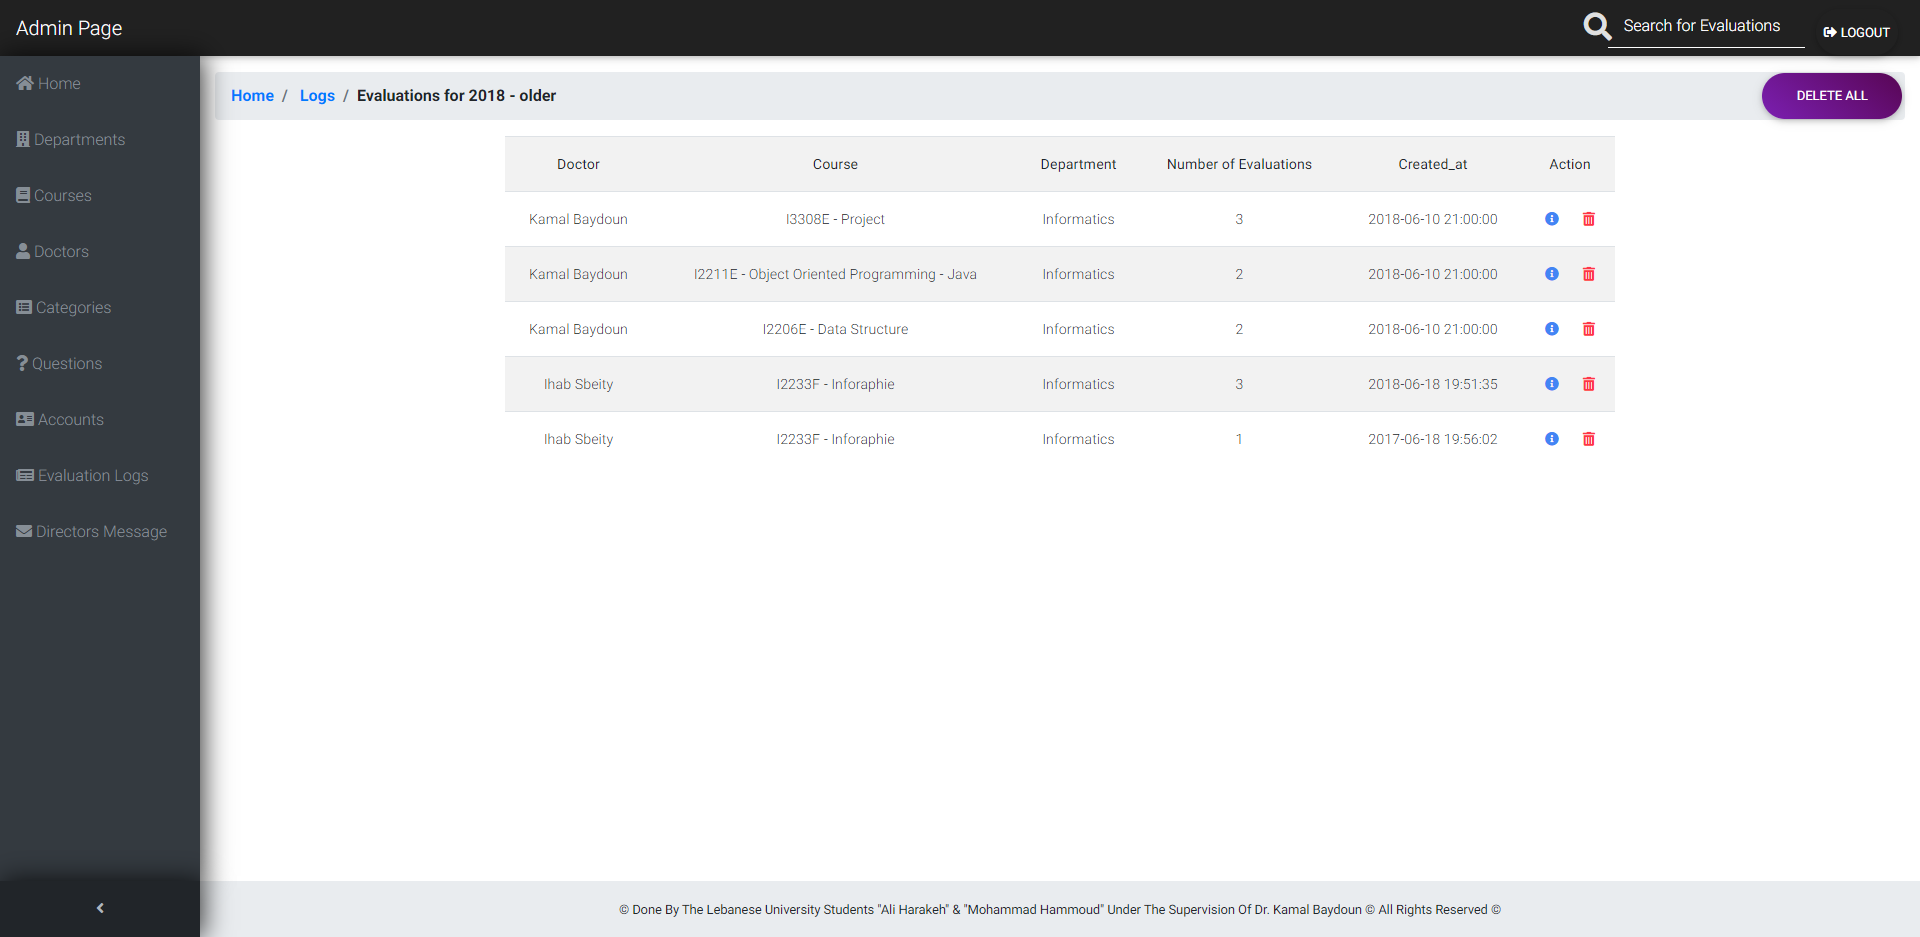 Admin Page
Search for Evaluations
LOGOUT
Home
Departments
Courses
Doctors
Categories
Questions
Accounts
Evaluation Logs
Directors Message
Home / Logs / Evaluations for 2018 - older
DELETE ALL
Doctor Course Department Number of Evaluations Created_at Action
Kamal Baydoun I3308E - Project Informatics 3 2018-06-10 21:00:00
Kamal Baydoun I2211E - Object Oriented Programming - Java Informatics 2 2018-06-10 21:00:00
Kamal Baydoun I2206E - Data Structure Informatics 2 2018-06-10 21:00:00
Ihab Sbeity I2233F - Inforaphie Informatics 3 2018-06-18 19:51:35
Ihab Sbeity I2233F - Inforaphie Informatics 1 2017-06-18 19:56:02
© Done By The Lebanese University Students "Ali Harakeh" & "Mohammad Hammoud" Under The Supervision Of Dr. Kamal Baydoun © All Rights Reserved ©